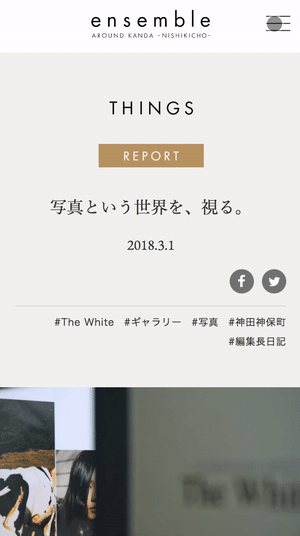 ensemble
AROUND KANDA -NISHIKICHO-
THINGS
REPORT
写真という世界を、視る。
2018.3.1
#The White #ギャラリー #写真 #神田神保町
#編集長日記
The Whit